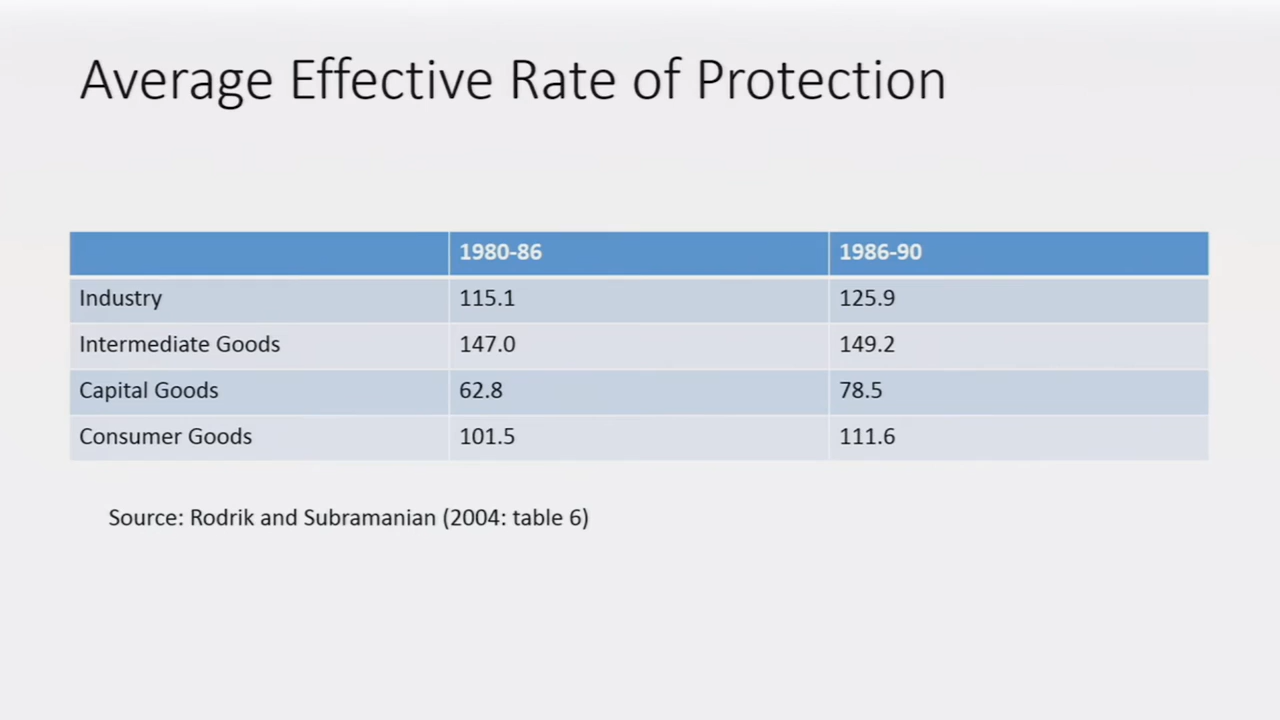 Average Effective Rate of Protection
1980-86 1986-90
Industry 115.1 125.9
Intermediate Goods 147.0 149.2
Capital Goods 62.8 78.5
Consumer Goods 101.5 111.6
Source: Rodrik and Subramanian (2004: table 6)